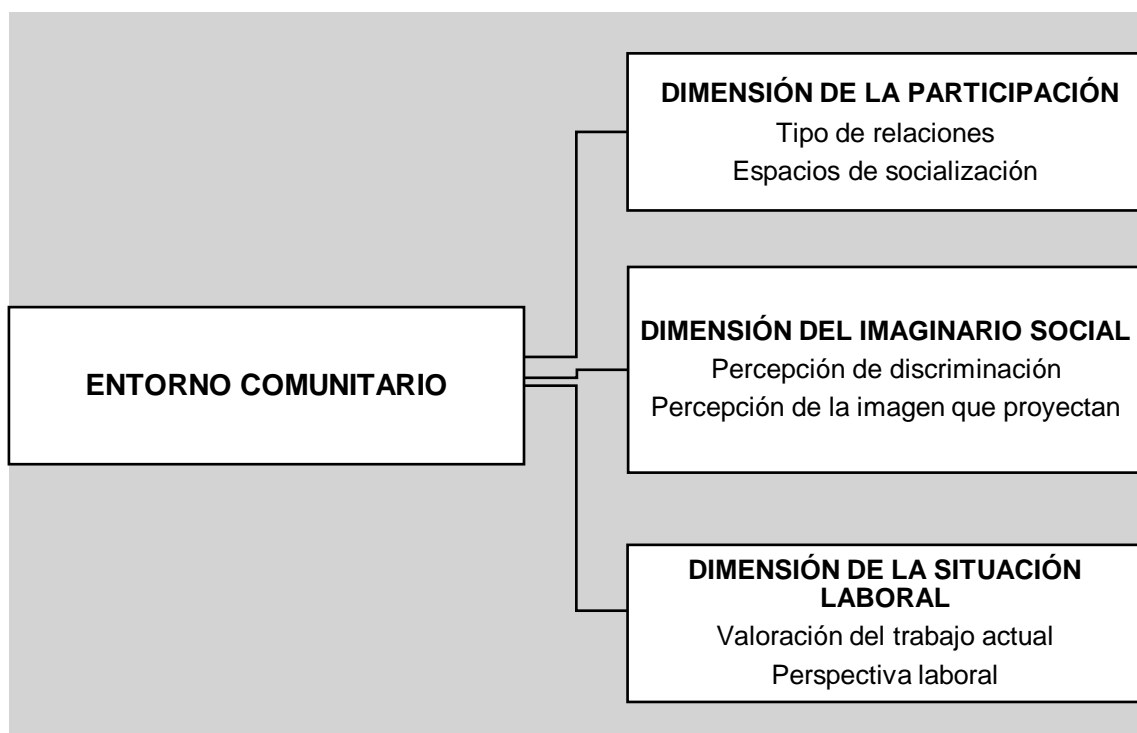 DIMENSIÓN DE LA PARTICIPACIÓN
Tipo de relaciones
Espacios de socialización
ENTORNO COMUNITARIO
DIMENSIÓN DEL IMAGINARIO SOCIAL
Percepción de discriminación
Percepción de la imagen que proyectan
DIMENSIÓN DE LA SITUACIÓN
LABORAL
Valoración del trabajo actual
Perspectiva laboral